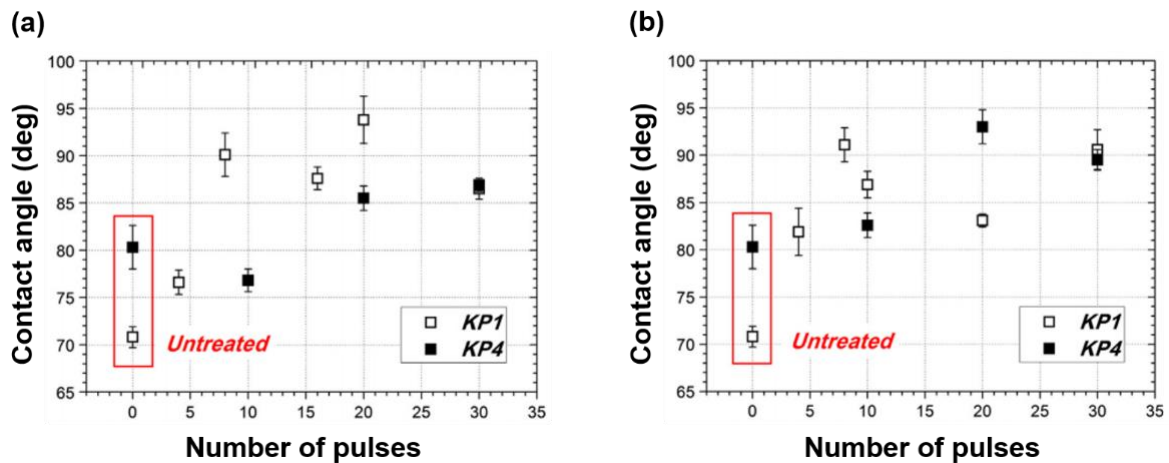 (a)
100
95
90
85
80
75
70
65
Contact angle (deg)
Untreated
KP1
KP4
0 5 10 15 20 25 30 35
Number of pulses
(b)
100
95
90
85
80
75
70
65
Contact angle (deg)
Untreated
KP1
KP4
0 5 10 15 20 25 30 35
Number of pulses